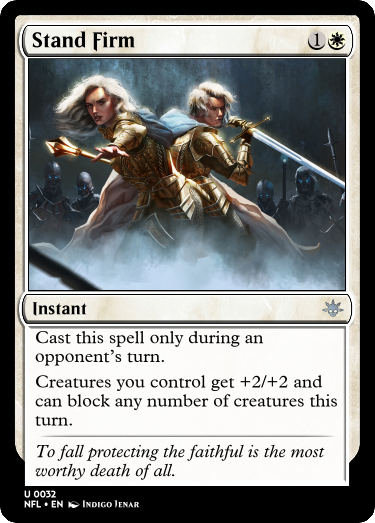 Stand Firm 1
Instant
Cast this spell only during an
opponent's turn.
Creatures you control get +2/+2 and
can block any number of creatures this
turn.
To fall protecting the faithful is the most
worthy death of all.
U 0032
NFL • EN Indigo Jenar